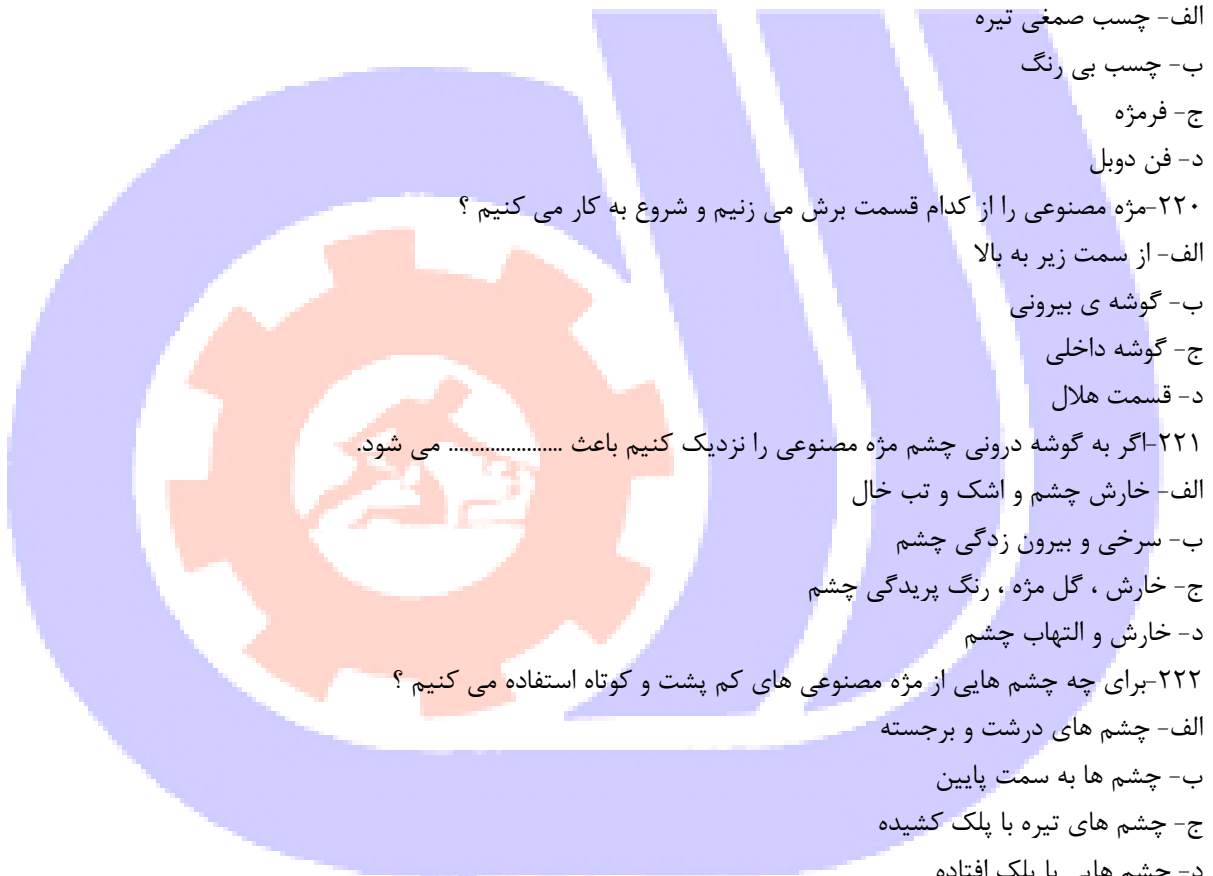 الف- چسب صمغی تیره
ب- چسب بی رنگ
ج- فرمژه
د- فن دوبل
۲۲۰-مژه مصنوعی را از کدام قسمت برش می زنیم و شروع به کار می کنیم ؟
الف- از سمت زیر به بالا
ب- گوشه ی بیرونی
ج- گوشه داخلی
د- قسمت هلال
۲۲۱-اگر به گوشه درونی چشم مژه مصنوعی را نزدیک کنیم باعث ..................... می شود.
الف- خارش چشم و اشک و تب خال
ب- سرخی و بیرون زدگی چشم
ج- خارش ، گل مژه ، رنگ پریدگی چشم
د- خارش و التهاب چشم
۲۲۲-برای چه چشم هایی از مژه مصنوعی های کم پشت و کوتاه استفاده می کنیم ؟
الف- چشم های درشت و برجسته
ب- چشم ها به سمت پایین
ج- چشم های تیره با پلک کشیده
د- چشم هایی با پلک افتاده